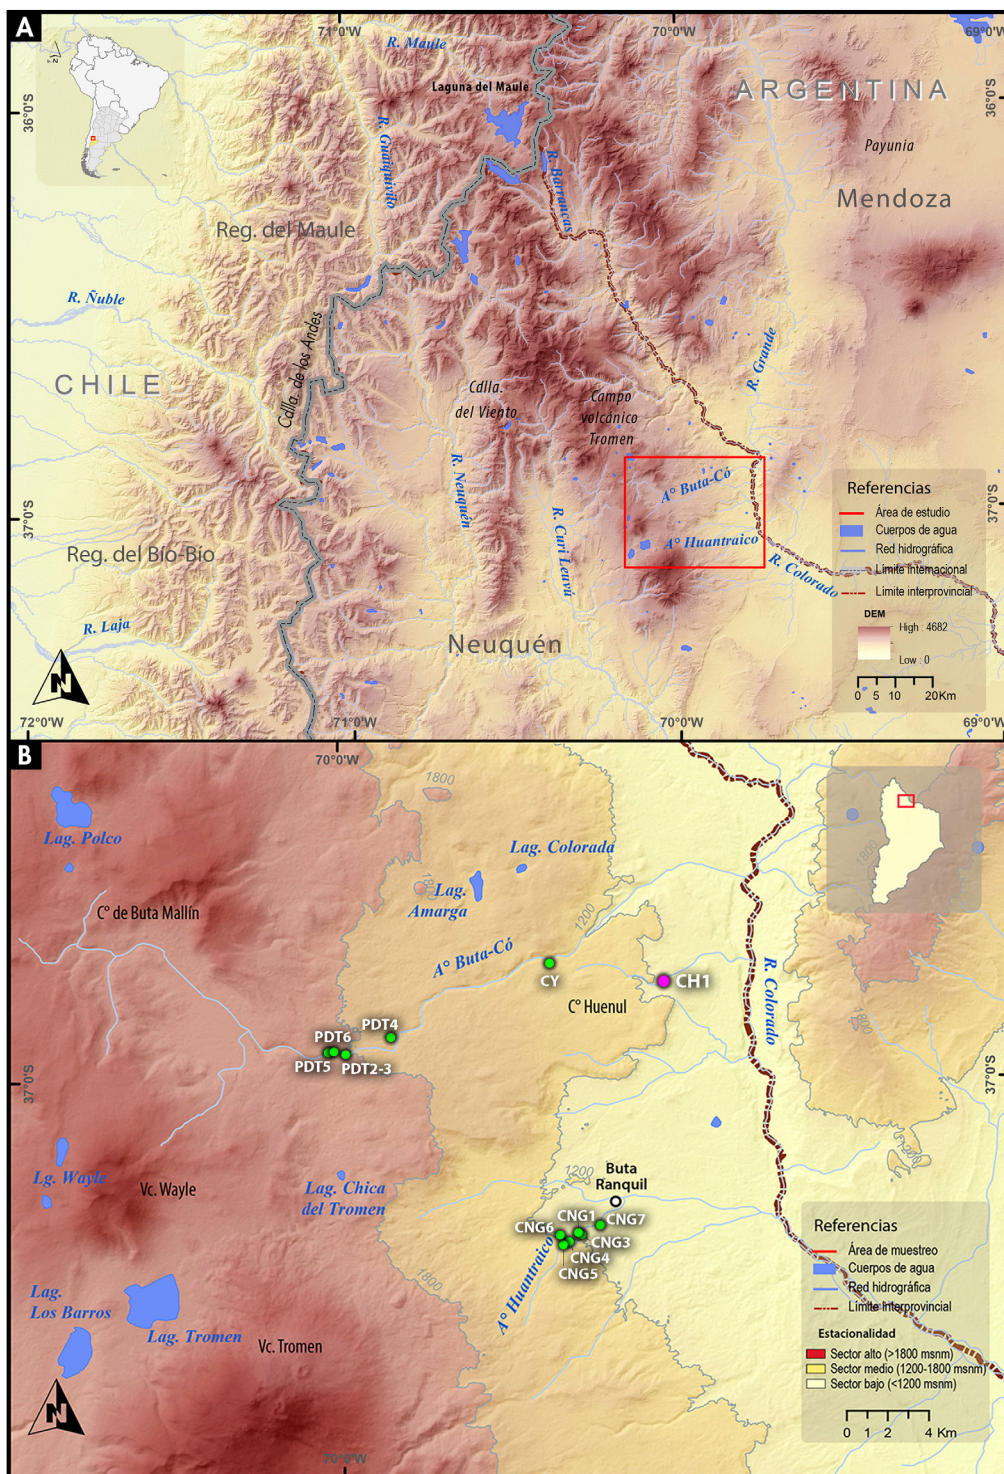 A
71°0'W
70°0'W
69°0'W
R. Maule
Laguna del Maule
ARGENTINA
36°0'S
36°0'S
R. Guaiquivilo
R. Barrancas
Payunia
Mendoza
Reg. del Maule
R. Ñuble
Cdlla. de los Andes
R. Grande
CHILE
Cdlla.
del Viento
Campo
volcánico
Tromen
R. Neuquén
A° Buta-Có
37°0'S
37°0'S
R. Curi Leuvú
A° Huantraico
Reg. del Bío-Bío
R. Colorado
R. Laja
Neuquén
Referencias
Área de estudio
Cuerpos de agua
Red hidrográfica
Límite internacional
Límite interprovincial
DEM
High : 4682
Low : 0
0 5 10 20 Km
N
72°0'W
71°0'W
70°0'W
69°0'W
B
70°0'W
1800
Lag. Polco
Lag. Colorada
1800
Lag.
Amarga
1800
C° de Buta Mallín
1200
A° Buta-Có
CY
CH1
R. Colorado
C° Huenul
PDT4
PDT6
PDT5
PDT2-3
37°0'S
37°0'S
1200
Lg. Wayle
Vc. Wayle
Lag. Chica
del Tromen
1200
Buta
Ranquil
CNG1
CNG7
CNG6
CNG3
CNG4
CNG5
A° Huantraico
1800
Lag.
Los Barros
Lag. Tromen
Vc. Tromen
N
70°0'W
Referencias
Área de muestreo
Cuerpos de agua
Red hidrográfica
Límite interprovincial
Estacionalidad
Sector alto (>1800 msnm)
Sector medio (1200-1800 msnm)
Sector bajo (<1200 msnm)
0 1 2 4 Km